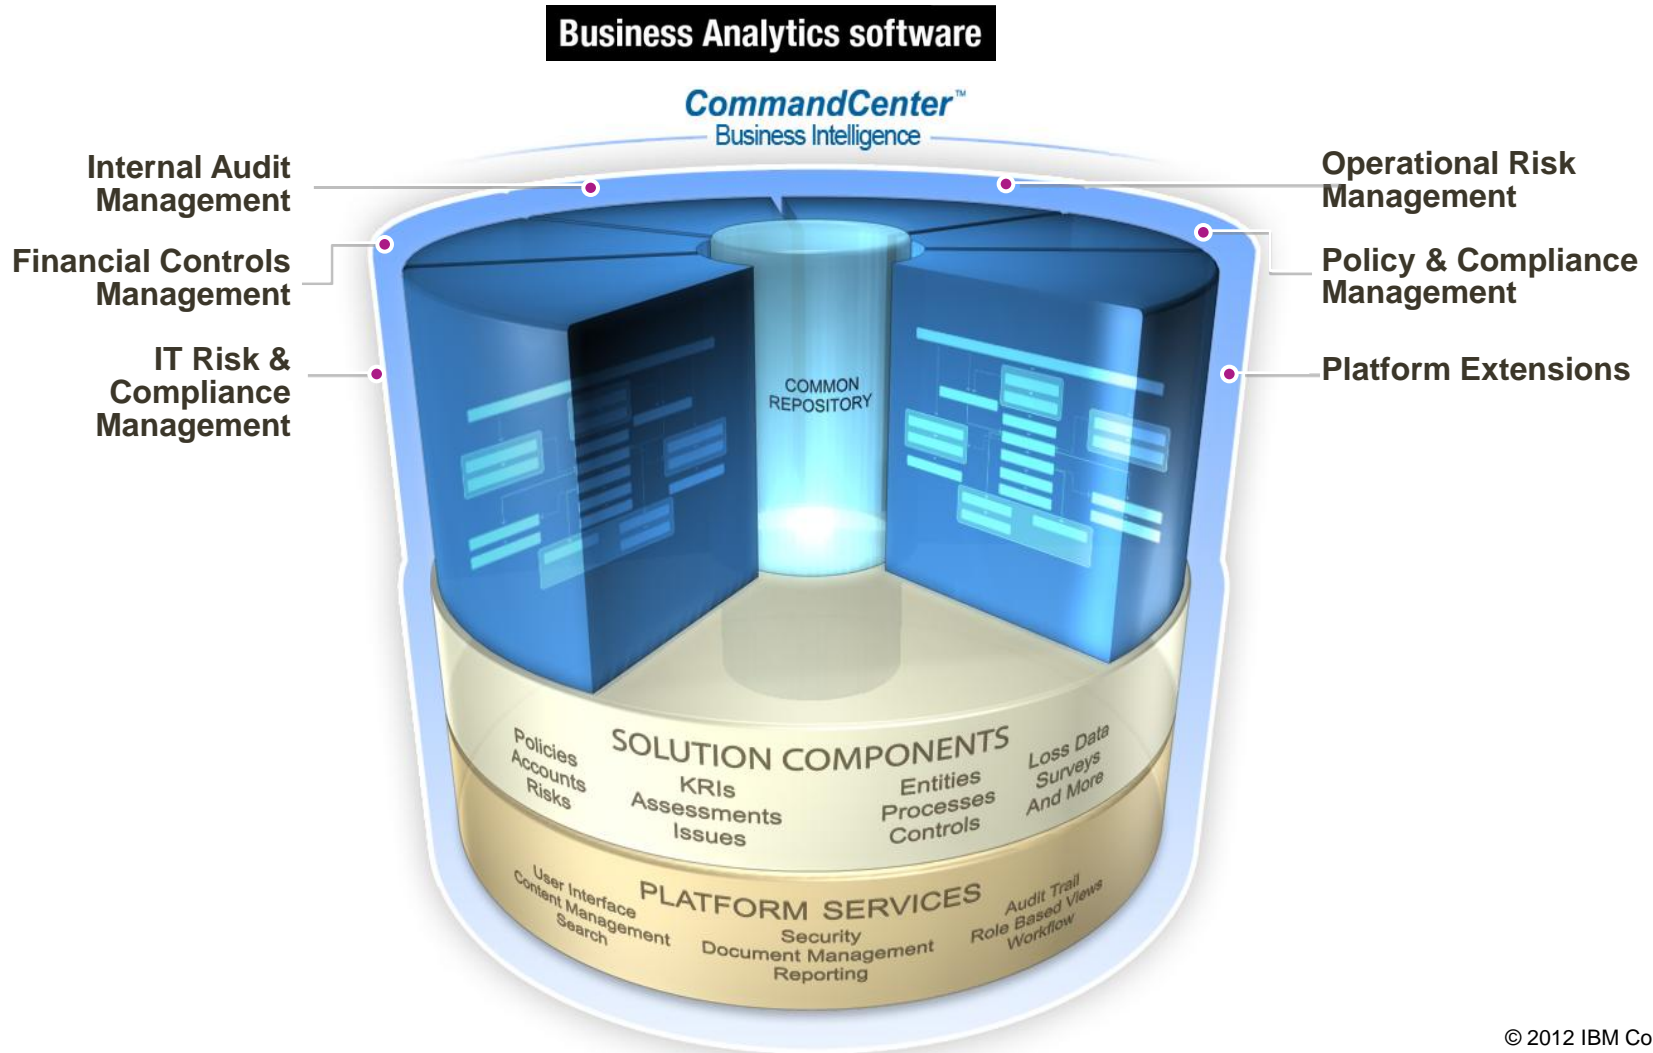 Business Analytics software
CommandCenter™
Business Intelligence
Internal Audit
Management
Financial Controls
Management
IT Risk &
Compliance
Management
Operational Risk
Management
Policy & Compliance
Management
Platform Extensions
COMMON
REPOSITORY
SOLUTION COMPONENTS
Policies
Accounts
Risks
KRIs
Assessments
Issues
Entities
Processes
Controls
Loss Data
Surveys
And More
PLATFORM SERVICES
User Interface
Content Management
Search
Security
Document Management
Reporting
Audit Trail
Role Based Views
Workflow
© 2012 IBM Co